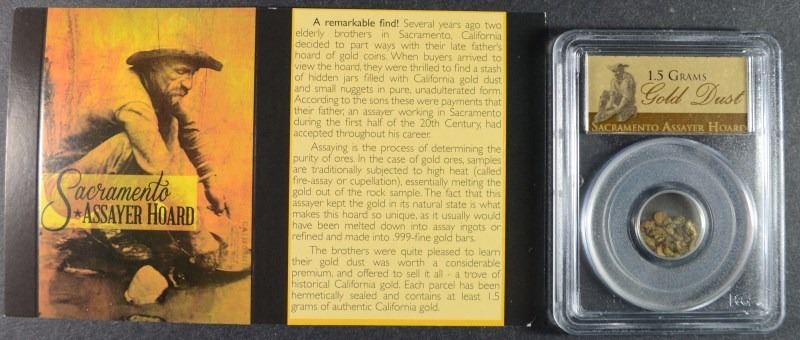 Sacramento
★ASSAYER HOARD
A remarkable find! Several years ago two
elderly brothers in Sacramento, California
decided to part ways with their late father's
hoard of gold coins. When buyers arrived to
view the hoard, they were thrilled to find a stash
of hidden jars filled with California gold dust
and small nuggets in pure, unadulterated form.
According to the sons these were payments that
their father, an assayer working in Sacramento
during the first half of the 20th Century, had
accepted throughout his career.
Assaying is the process of determining the
purity of ores. In the case of gold ores, samples
are traditionally subjected to high heat (called
fire-assay or cupellation), essentially melting the
gold out of the rock sample. The fact that this
assayer kept the gold in its natural state is what
makes this hoard so unique, as it usually would
have been melted down into assay ingots or
refined and made into .999-fine gold bars.
The brothers were quite pleased to learn
their gold dust was worth a considerable
premium, and offered to sell it all - a trove of
historical California gold. Each parcel has been
hermetically sealed and contains at least 1.5
grams of authentic California gold.
1.5 GRAMS
Gold Dust
SACRAMENTO ASSAYER HOARD